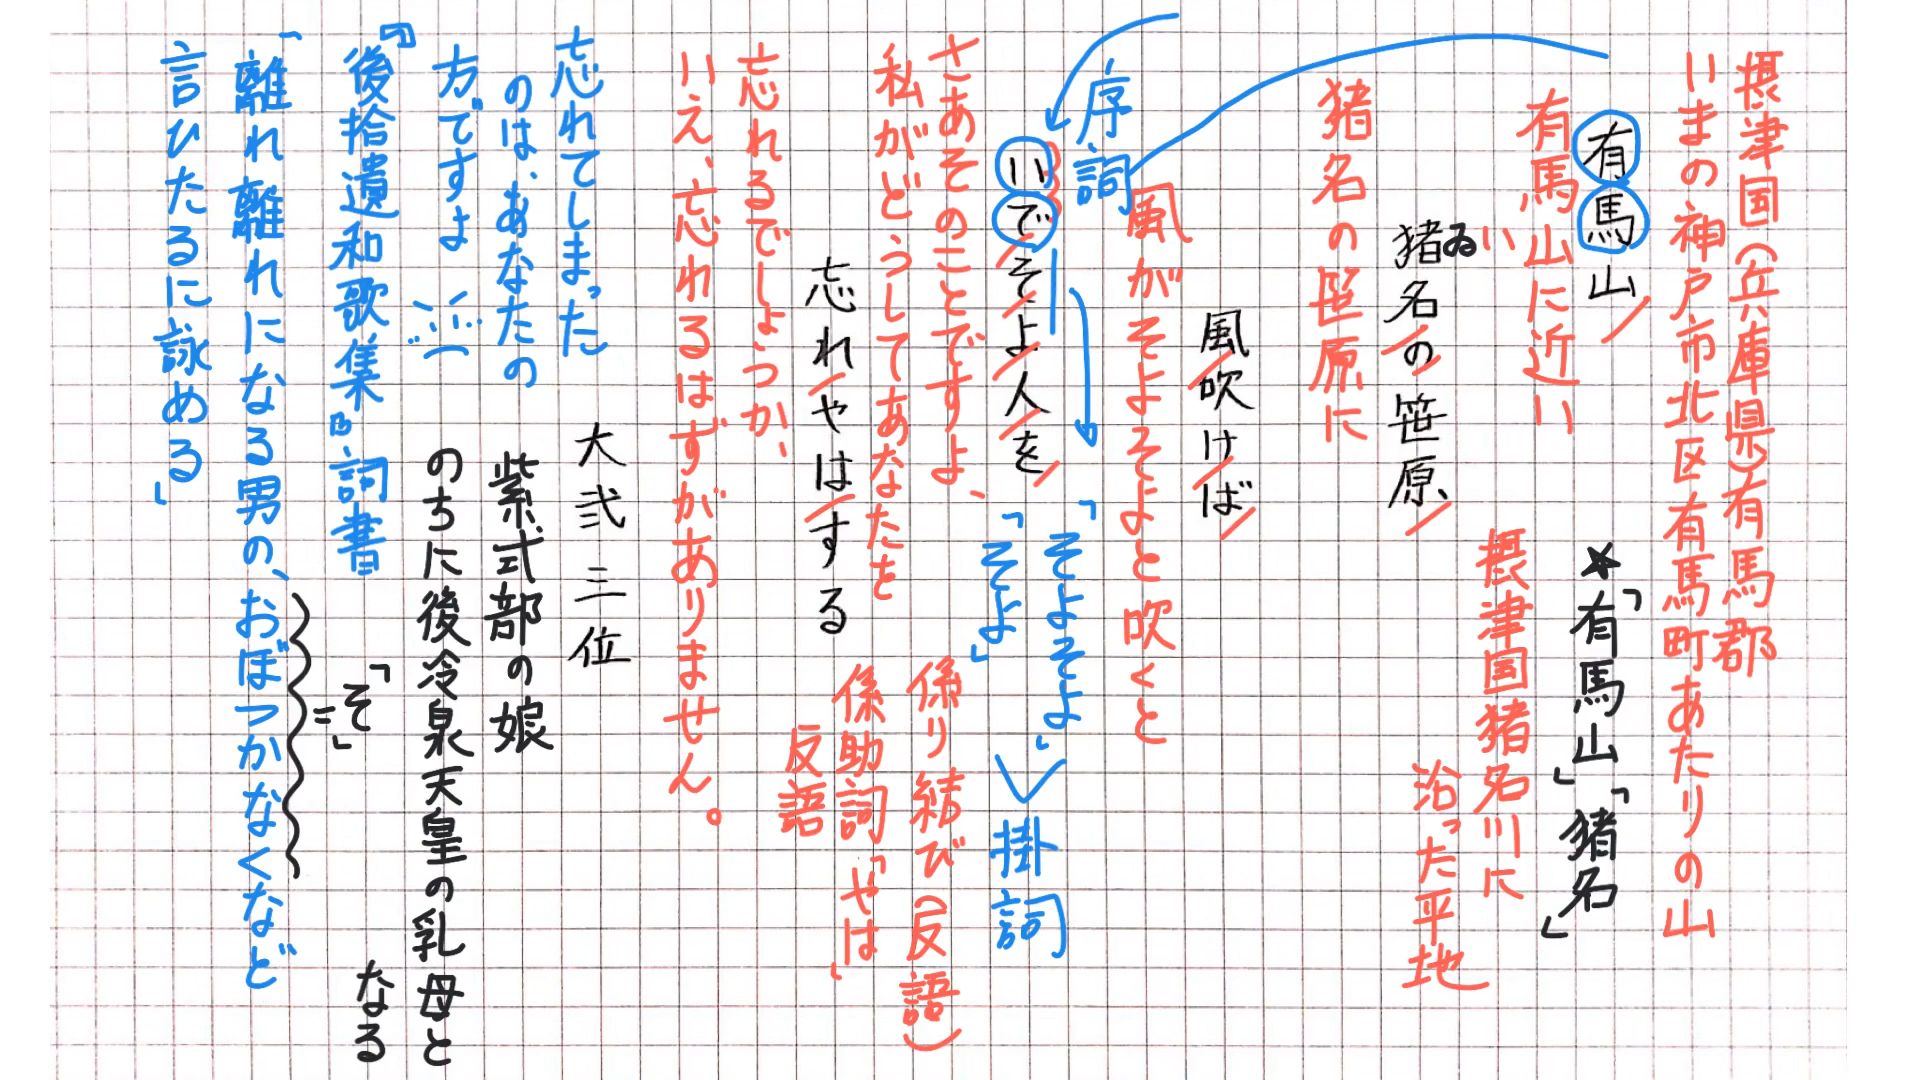 摂津国(兵庫県)有馬郡
いまの神戸市北区有馬町あたりの山
有馬山
★「有馬山」「猪名」
有馬山に近い
摂津国猪名川に
沿った平地
い
ゐ
猪名の笹原
猪名の笹原に
風吹けば
風がそよそよと吹くと
序詞
「そよそよ」
「そよ」
掛詞
いでそよ人を
さあそのことですよ、
私がどうしてあなたを
係り結び(反語)
係助詞「やは」
反語
忘れやはする
忘れるでしょうか、
いえ、忘れるはずがありません。
大弐三位
紫式部の娘
のちに後冷泉天皇の乳母と
なる
忘れてしまった
のは、あなたの
方ですよ
『後拾遺和歌集』詞書
「離れ離れになる男の、おぼつかなくなど
言ひたるに詠める」
=「そ」